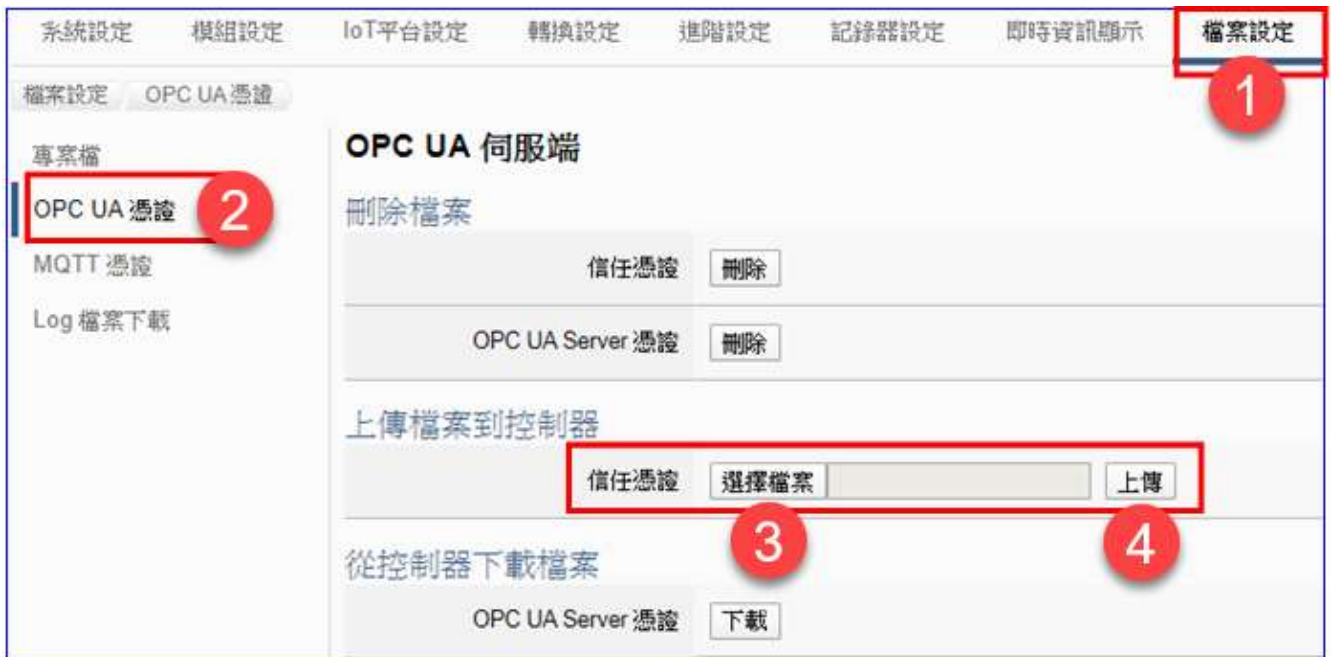 系統設定 模組設定 IoT平台設定 轉換設定 進階設定 記錄器設定 即時資訊顯示 檔案設定
1
檔案設定 OPC UA 憑證
專案檔
OPC UA 憑證 2
MQTT 憑證
Log 檔案下載
OPC UA 伺服端
刪除檔案
信任憑證 刪除
OPC UA Server 憑證 刪除
上傳檔案到控制器
信任憑證 選擇檔案 上傳
3 4
從控制器下載檔案
OPC UA Server 憑證 下載